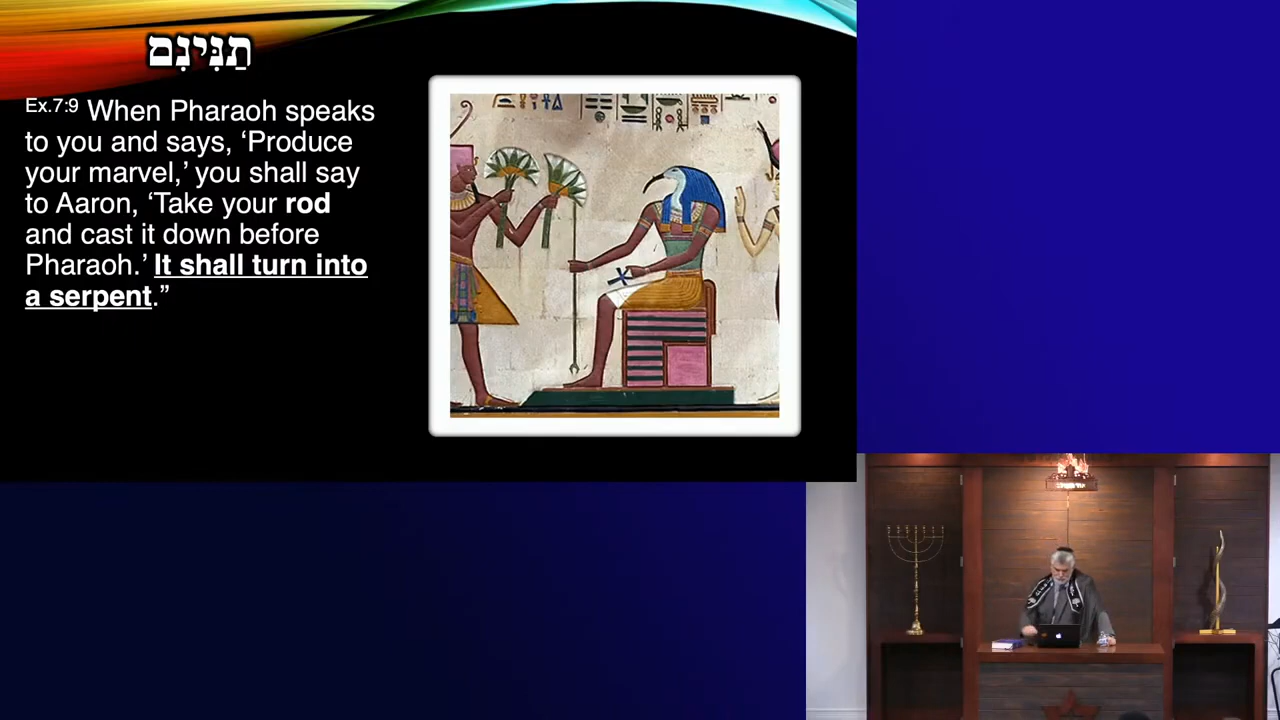 תַנִּינִם
Ex.7:9 When Pharaoh speaks
to you and says, ‘Produce
your marvel,’ you shall say
to Aaron, ‘Take your rod
and cast it down before
Pharaoh.’ It shall turn into
a serpent.”